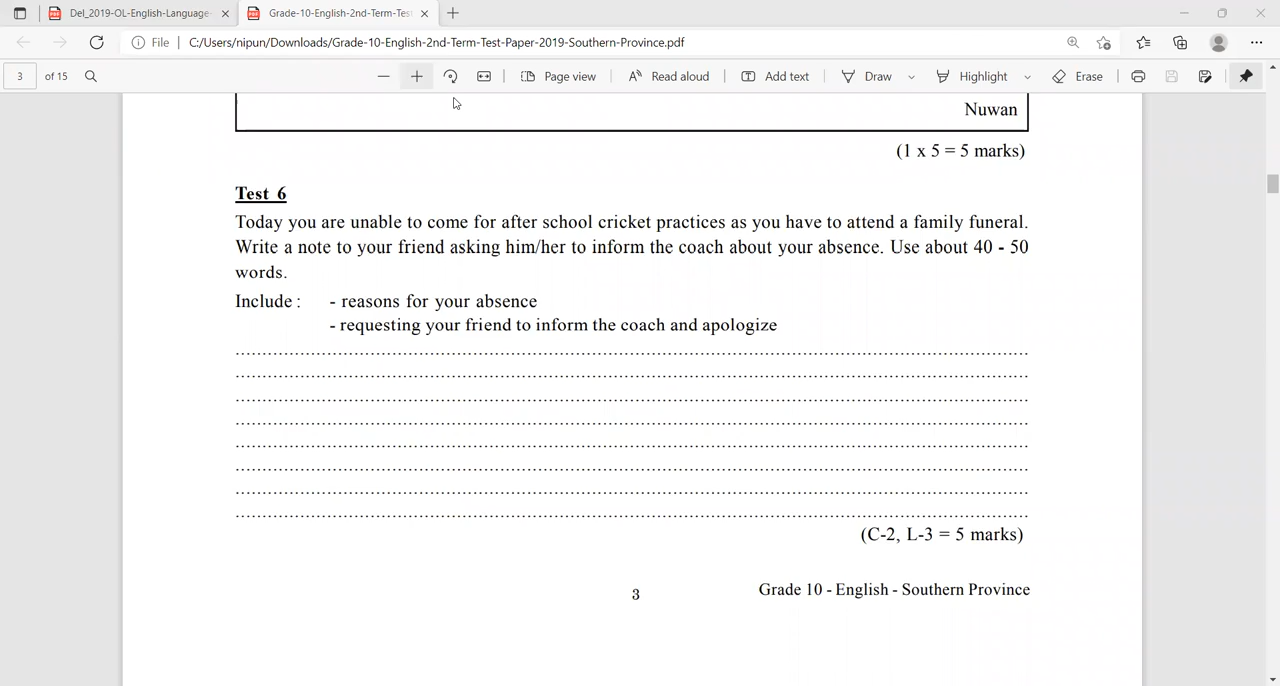 Del_2019-OL-English-Language-
Grade-10-English-2nd-Term-Test
File
C:/Users/nipun/Downloads/Grade-10-English-2nd-Term-Test-Paper-2019-Southern-Province.pdf
3 of 15
Page view
Read aloud
Add text
Draw
Highlight
Erase
Nuwan
(1 x 5 = 5 marks)
Test 6
Today you are unable to come for after school cricket practices as you have to attend a family funeral.
Write a note to your friend asking him/her to inform the coach about your absence. Use about 40 - 50
words.
Include : - reasons for your absence
- requesting your friend to inform the coach and apologize
(C-2, L-3 = 5 marks)
3
Grade 10 - English - Southern Province